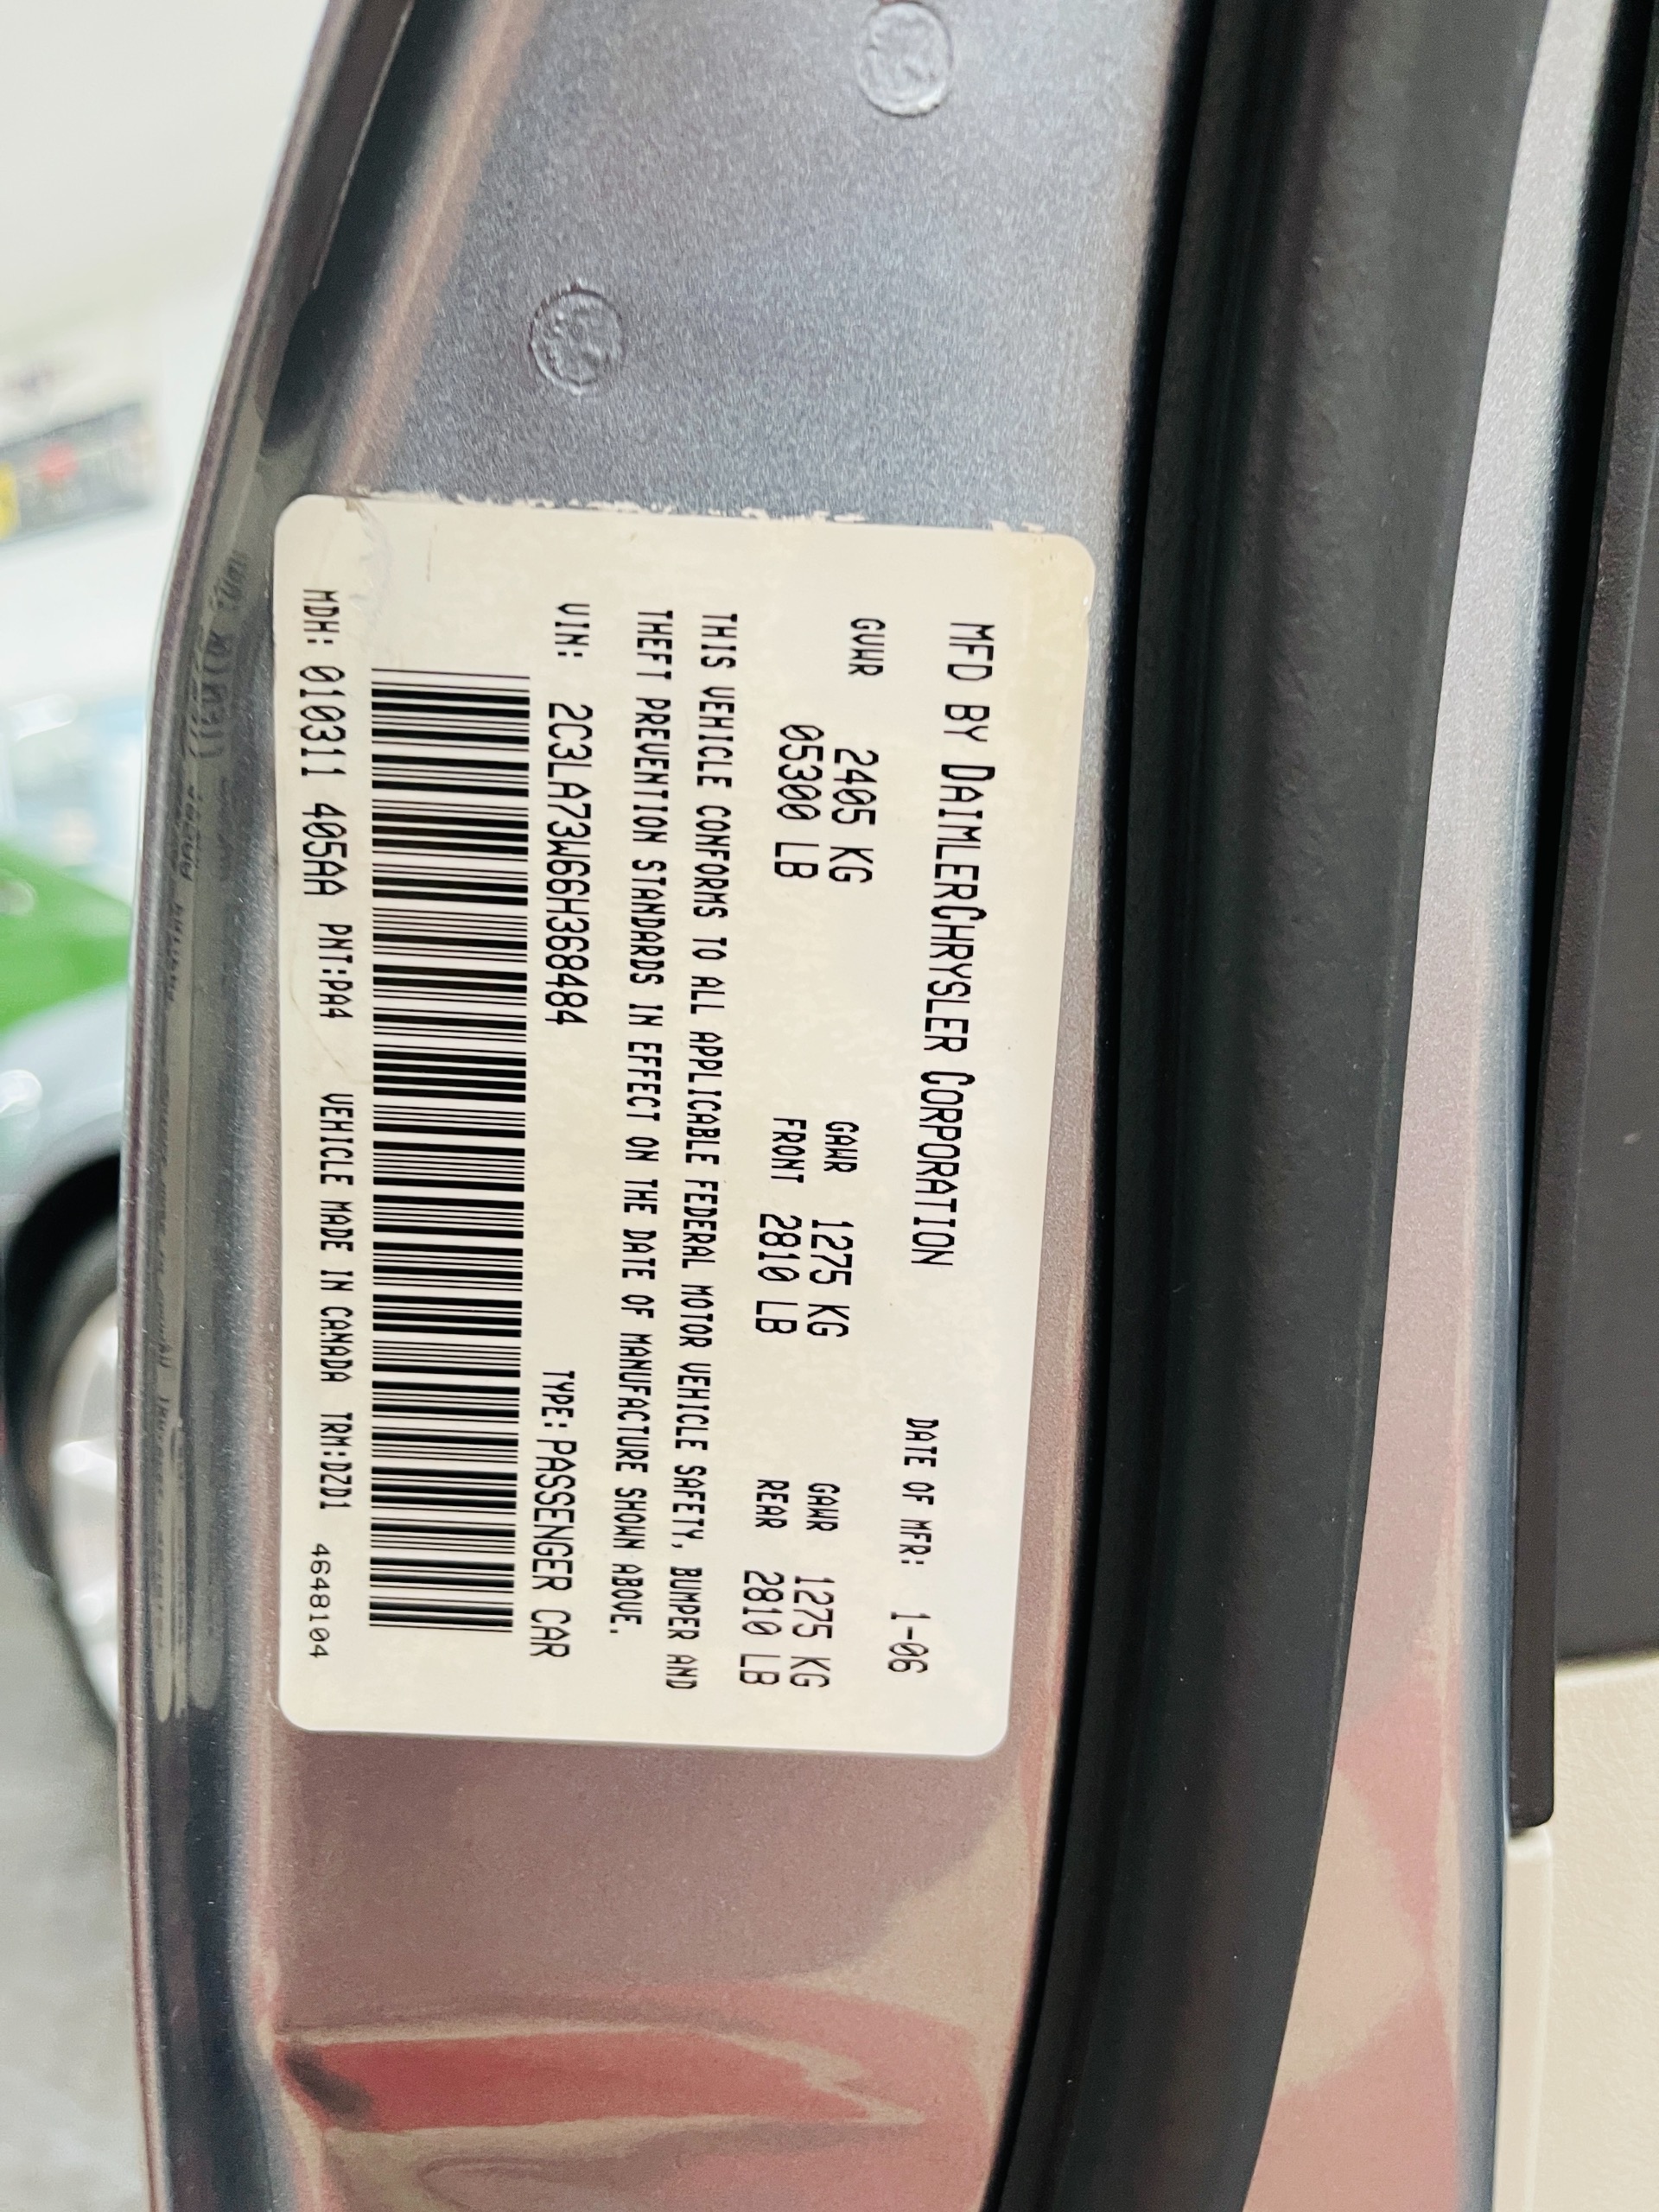 MFD BY DAIMLERCHRYSLER CORPORATION DATE OF MFR: 1-06
GVWR 2405 KG GAWR 1275 KG GAWR 1275 KG
05300 LB FRONT 2810 LB REAR 2810 LB
THIS VEHICLE CONFORMS TO ALL APPLICABLE FEDERAL MOTOR VEHICLE SAFETY, BUMPER AND
THEFT PREVENTION STANDARDS IN EFFECT ON THE DATE OF MANUFACTURE SHOWN ABOVE.
VIN: 2C3LA73W66H368484 TYPE: PASSENGER CAR
MDH: 010311 405AA PNT:PA4 VEHICLE MADE IN CANADA TRM:DZD1 4648104